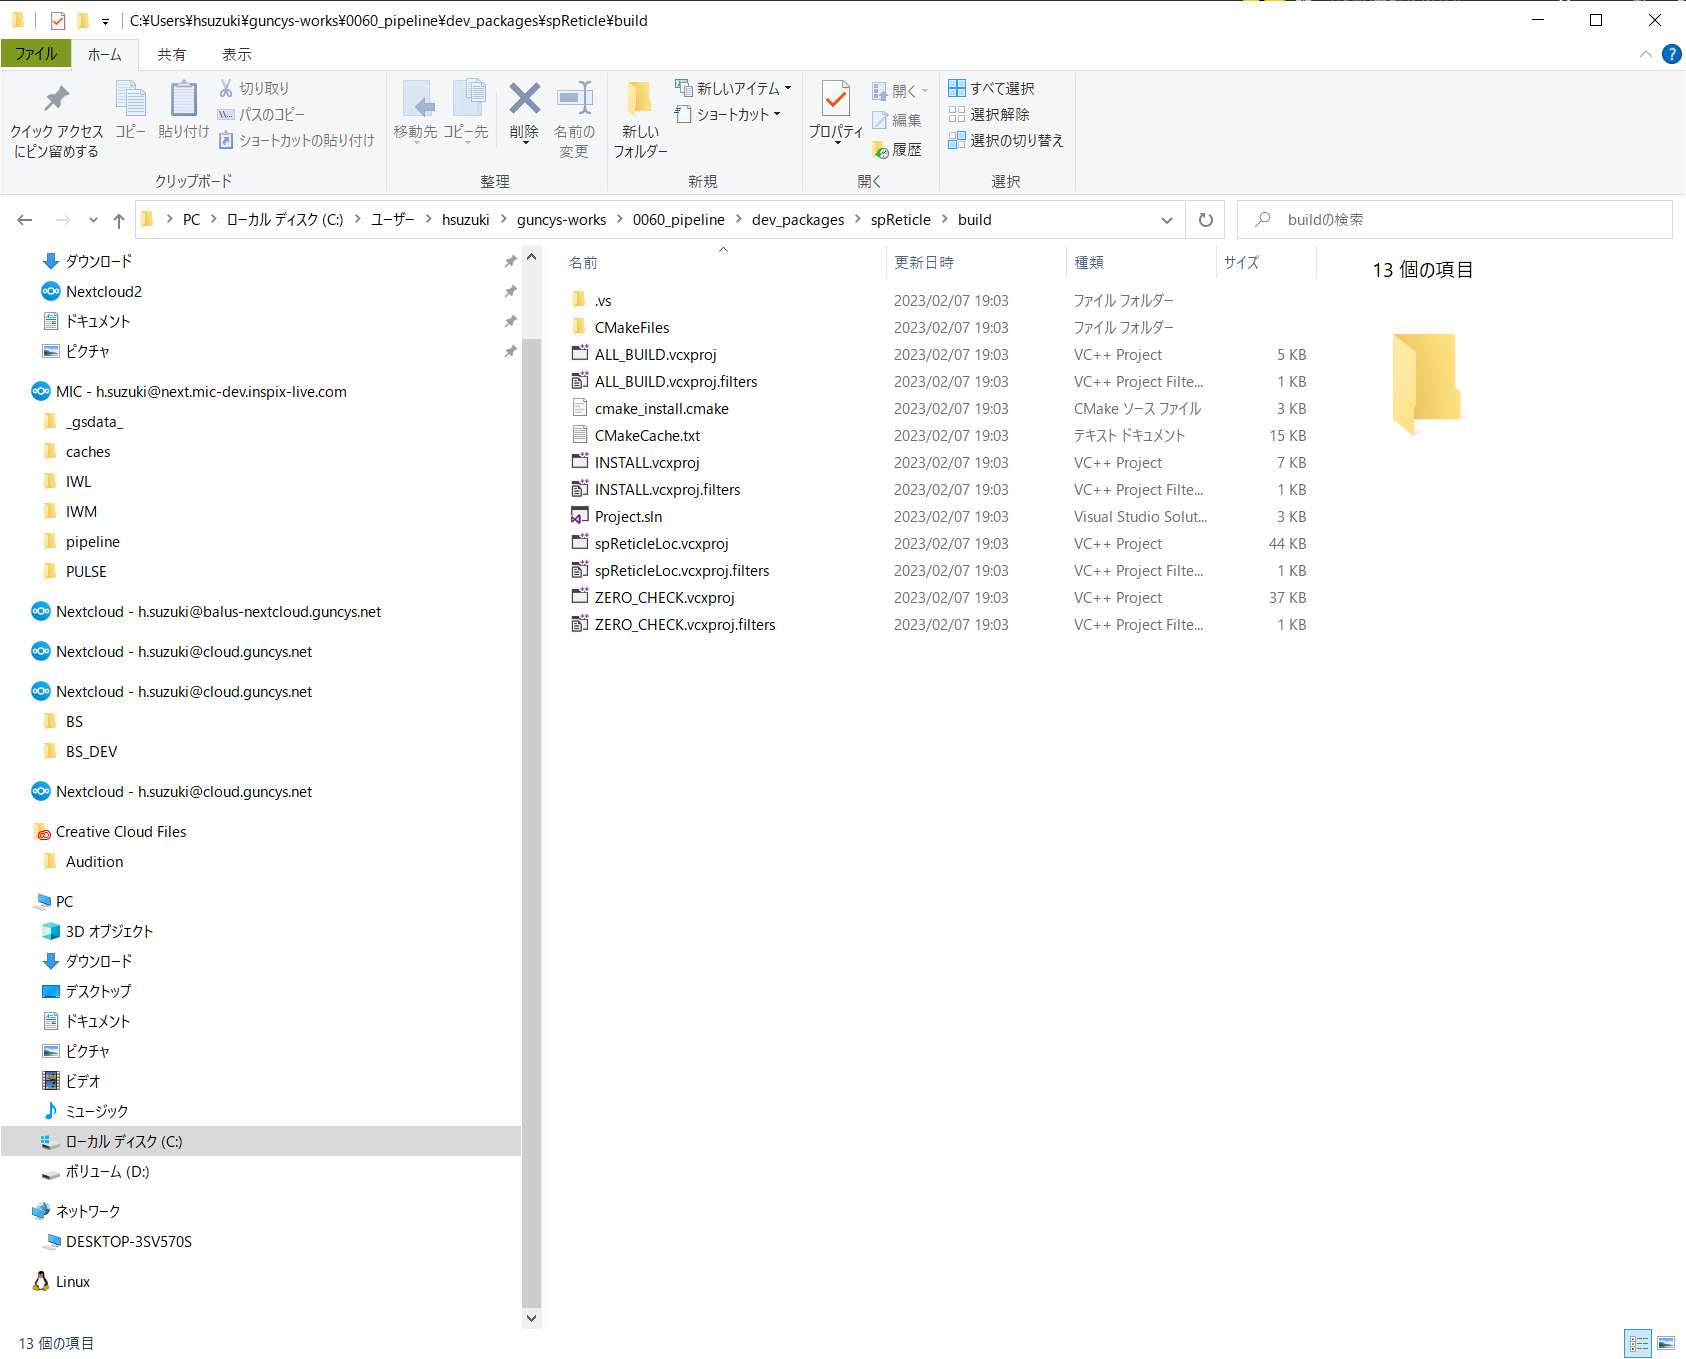 C:¥Users¥hsuzuki¥guncys-works¥0060_pipeline¥dev_packages¥spReticle¥build
ファイル ホーム 共有 表示
クイック アクセス
にピン留めする
コピー
貼り付け
切り取り
パスのコピー
ショートカットの貼り付け
クリップボード
移動先
コピー先
削除
名前の
変更
整理
新しい
フォルダー
新しいアイテム
ショートカット
新規
プロパティ
開く
編集
履歴
開く
すべて選択
選択解除
選択の切り替え
選択
PC ローカル ディスク (C:) ユーザー hsuzuki guncys-works 0060_pipeline dev_packages spReticle build
buildの検索
ダウンロード
Nextcloud2
ドキュメント
ピクチャ
MIC - h.suzuki@next.mic-dev.inspix-live.com
_gsdata_
caches
IWL
IWM
pipeline
PULSE
Nextcloud - h.suzuki@balus-nextcloud.guncys.net
Nextcloud - h.suzuki@cloud.guncys.net
Nextcloud - h.suzuki@cloud.guncys.net
BS
BS_DEV
Nextcloud - h.suzuki@cloud.guncys.net
Creative Cloud Files
Audition
PC
3D オブジェクト
ダウンロード
デスクトップ
ドキュメント
ピクチャ
ビデオ
ミュージック
ローカル ディスク (C:)
ボリューム (D:)
ネットワーク
DESKTOP-3SV570S
Linux
名前 更新日時 種類 サイズ
.vs 2023/02/07 19:03 ファイル フォルダー
CMakeFiles 2023/02/07 19:03 ファイル フォルダー
ALL_BUILD.vcxproj 2023/02/07 19:03 VC++ Project 5 KB
ALL_BUILD.vcxproj.filters 2023/02/07 19:03 VC++ Project Filte... 1 KB
cmake_install.cmake 2023/02/07 19:03 CMake ソース ファイル 3 KB
CMakeCache.txt 2023/02/07 19:03 テキスト ドキュメント 15 KB
INSTALL.vcxproj 2023/02/07 19:03 VC++ Project 7 KB
INSTALL.vcxproj.filters 2023/02/07 19:03 VC++ Project Filte... 1 KB
Project.sln 2023/02/07 19:03 Visual Studio Solut... 3 KB
spReticleLoc.vcxproj 2023/02/07 19:03 VC++ Project 44 KB
spReticleLoc.vcxproj.filters 2023/02/07 19:03 VC++ Project Filte... 1 KB
ZERO_CHECK.vcxproj 2023/02/07 19:03 VC++ Project 37 KB
ZERO_CHECK.vcxproj.filters 2023/02/07 19:03 VC++ Project Filte... 1 KB
13 個の項目
13 個の項目